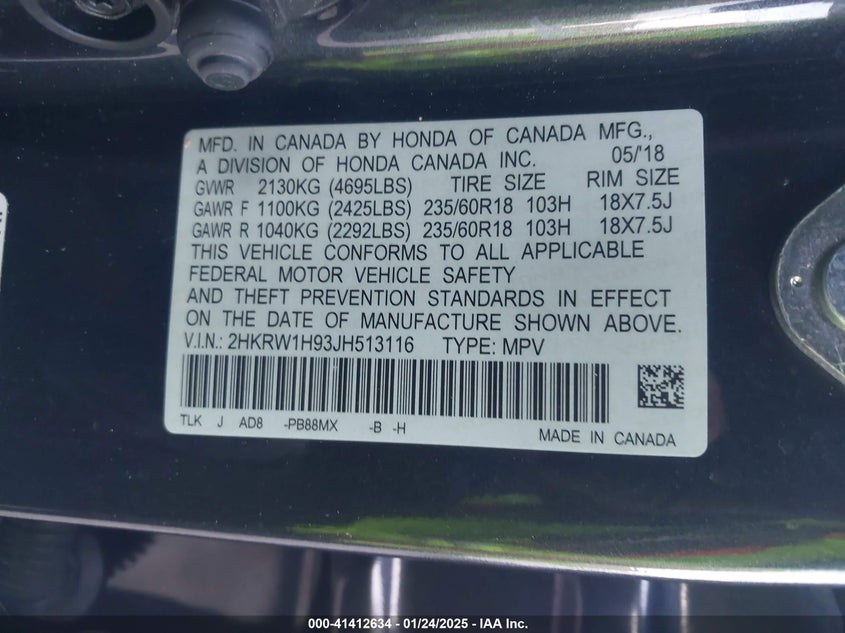 MFD. IN CANADA BY HONDA OF CANADA MFG.,
A DIVISION OF HONDA CANADA INC. 05/'18
GVWR 2130KG (4695LBS) TIRE SIZE RIM SIZE
GAWR F 1100KG (2425LBS) 235/60R18 103H 18X7.5J
GAWR R 1040KG (2292LBS) 235/60R18 103H 18X7.5J
THIS VEHICLE CONFORMS TO ALL APPLICABLE
FEDERAL MOTOR VEHICLE SAFETY
AND THEFT PREVENTION STANDARDS IN EFFECT
ON THE DATE OF MANUFACTURE SHOWN ABOVE.
V.I.N.: 2HKRW1H93JH513116 TYPE: MPV
TLK J AD8 -PB88MX -B -H
MADE IN CANADA
000-41412634 - 01/24/2025 - IAA Inc.